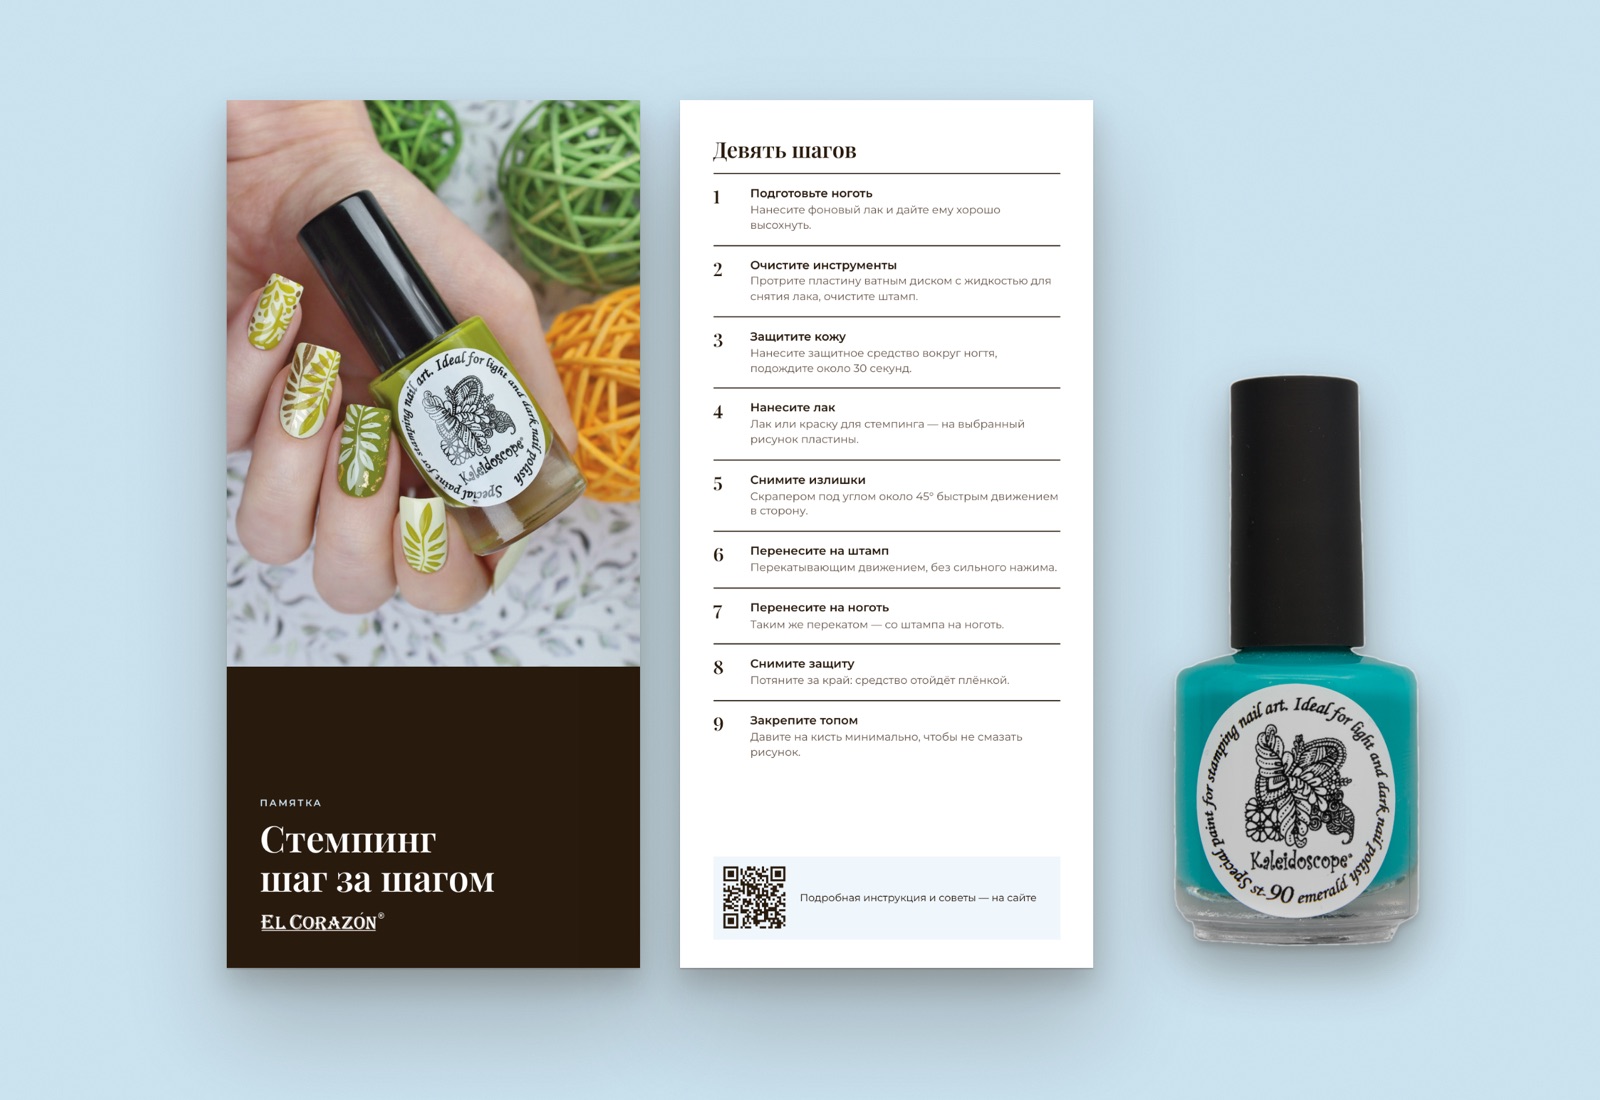 Special paint for stamping nail art. Ideal for light and dark nail polish
Kaleidoscope®
ПАМЯТКА
Стемпинг
шаг за шагом
EL CORAZÓN®
Девять шагов
1
Подготовьте ноготь
Нанесите фоновый лак и дайте ему хорошо
высохнуть.
2
Очистите инструменты
Протрите пластину ватным диском с жидкостью для
снятия лака, очистите штамп.
3
Защитите кожу
Нанесите защитное средство вокруг ногтя,
подождите около 30 секунд.
4
Нанесите лак
Лак или краску для стемпинга — на выбранный
рисунок пластины.
5
Снимите излишки
Скрапером под углом около 45° быстрым движением
в сторону.
6
Перенесите на штамп
Перекатывающим движением, без сильного нажима.
7
Перенесите на ноготь
Таким же перекатом — со штампа на ноготь.
8
Снимите защиту
Потяните за край: средство отойдёт плёнкой.
9
Закрепите топом
Давите на кисть минимально, чтобы не смазать
рисунок.
Подробная инструкция и советы — на сайте
Special paint for stamping nail art. Ideal for light and dark nail polish
Kaleidoscope®
st-90 emerald